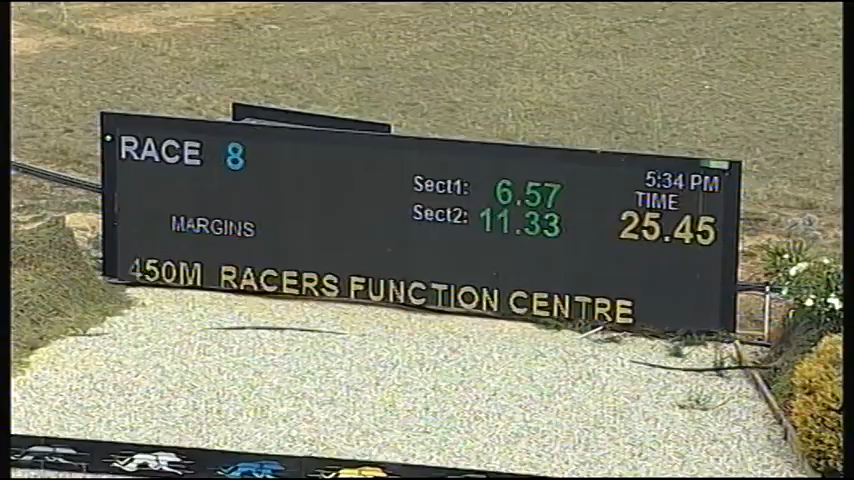 RACE 8
5:34 PM
Sect1: 6.57
TIME
Sect2: 11.33
25.45
MARGINS
450M RACERS FUNCTION CENTRE